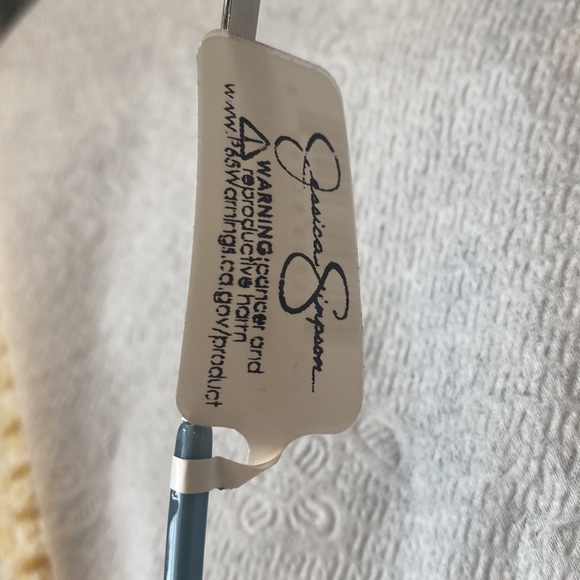 Jessica Simpson
WARNING:cancer and
reproductive harm
www.P65Warnings.ca.gov/product